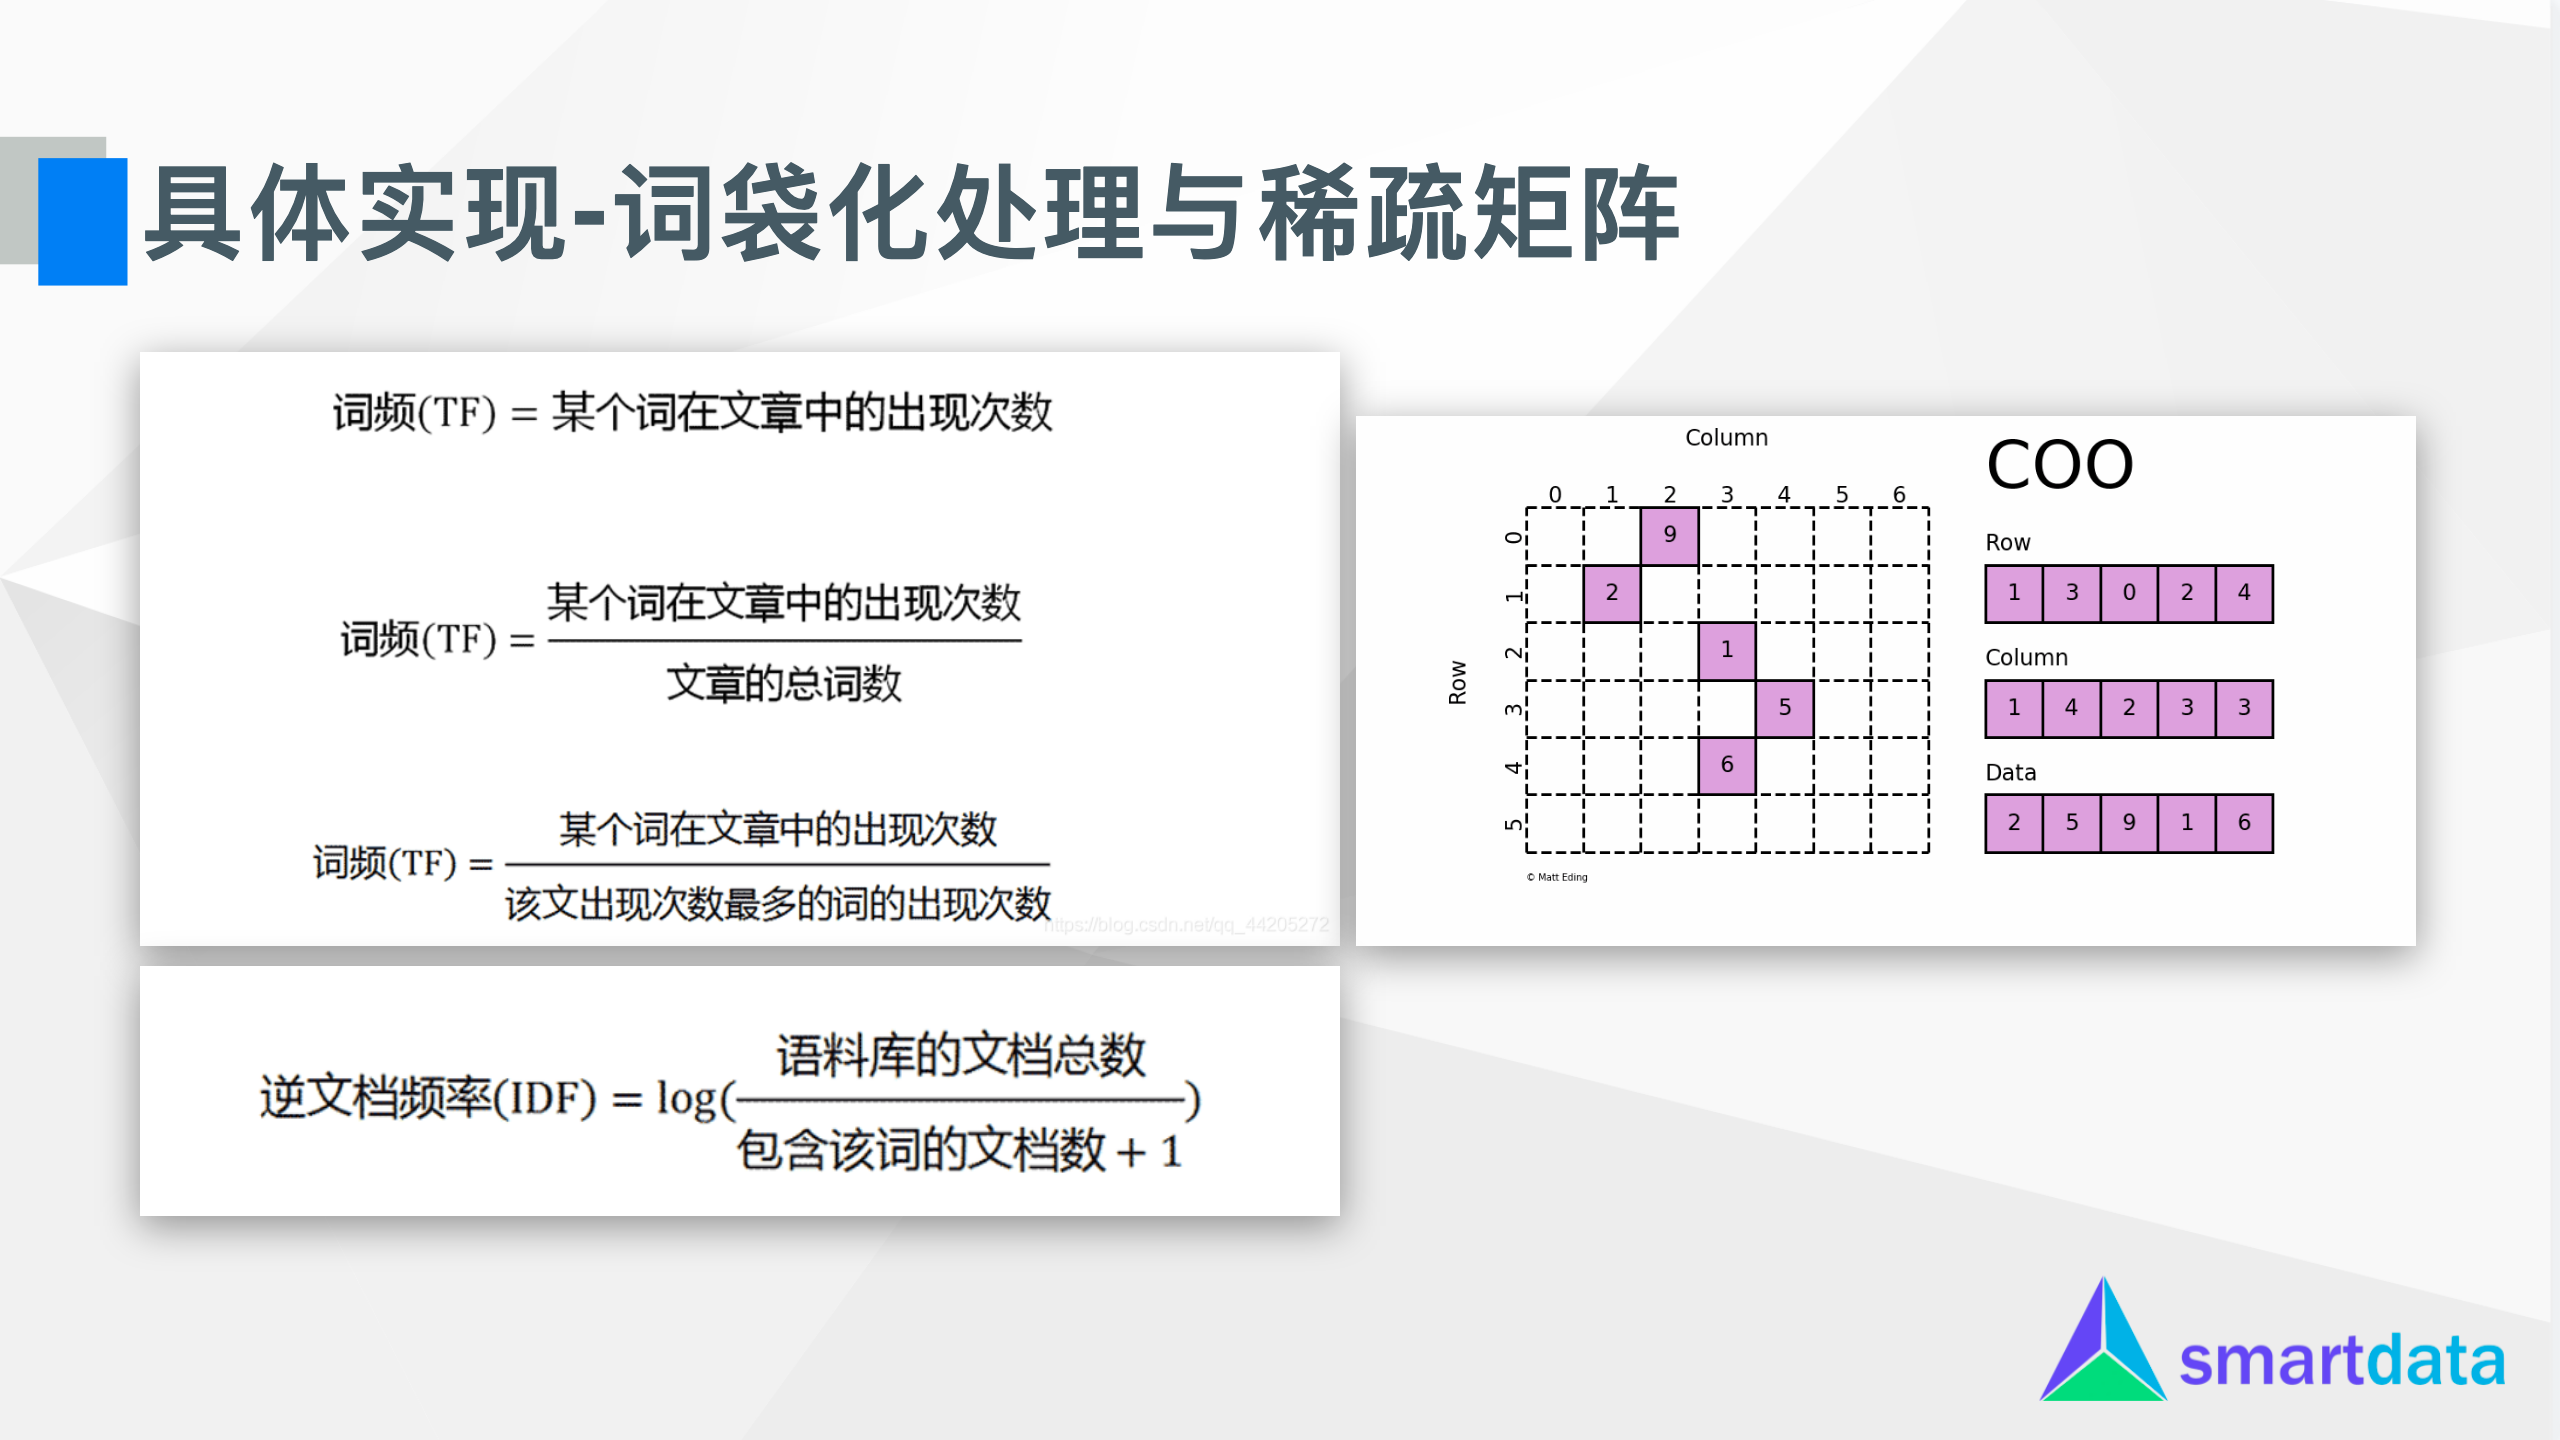 具体实现-词袋化处理与稀疏矩阵
词频(TF) = 某个词在文章中的出现次数
词频(TF) =
某个词在文章中的出现次数
文章的总词数
词频(TF) =
某个词在文章中的出现次数
该文出现次数最多的词的出现次数
https://blog.csdn.net/qq_44205272
逆文档频率(IDF) = log(
语料库的文档总数
包含该词的文档数 + 1
)
Column
0 1 2 3 4 5 6
Row
0
9
1
2
2
1
3
5
4
6
5
© Matt Eding
COO
Row
1 3 0 2 4
Column
1 4 2 3 3
Data
2 5 9 1 6
smartdata